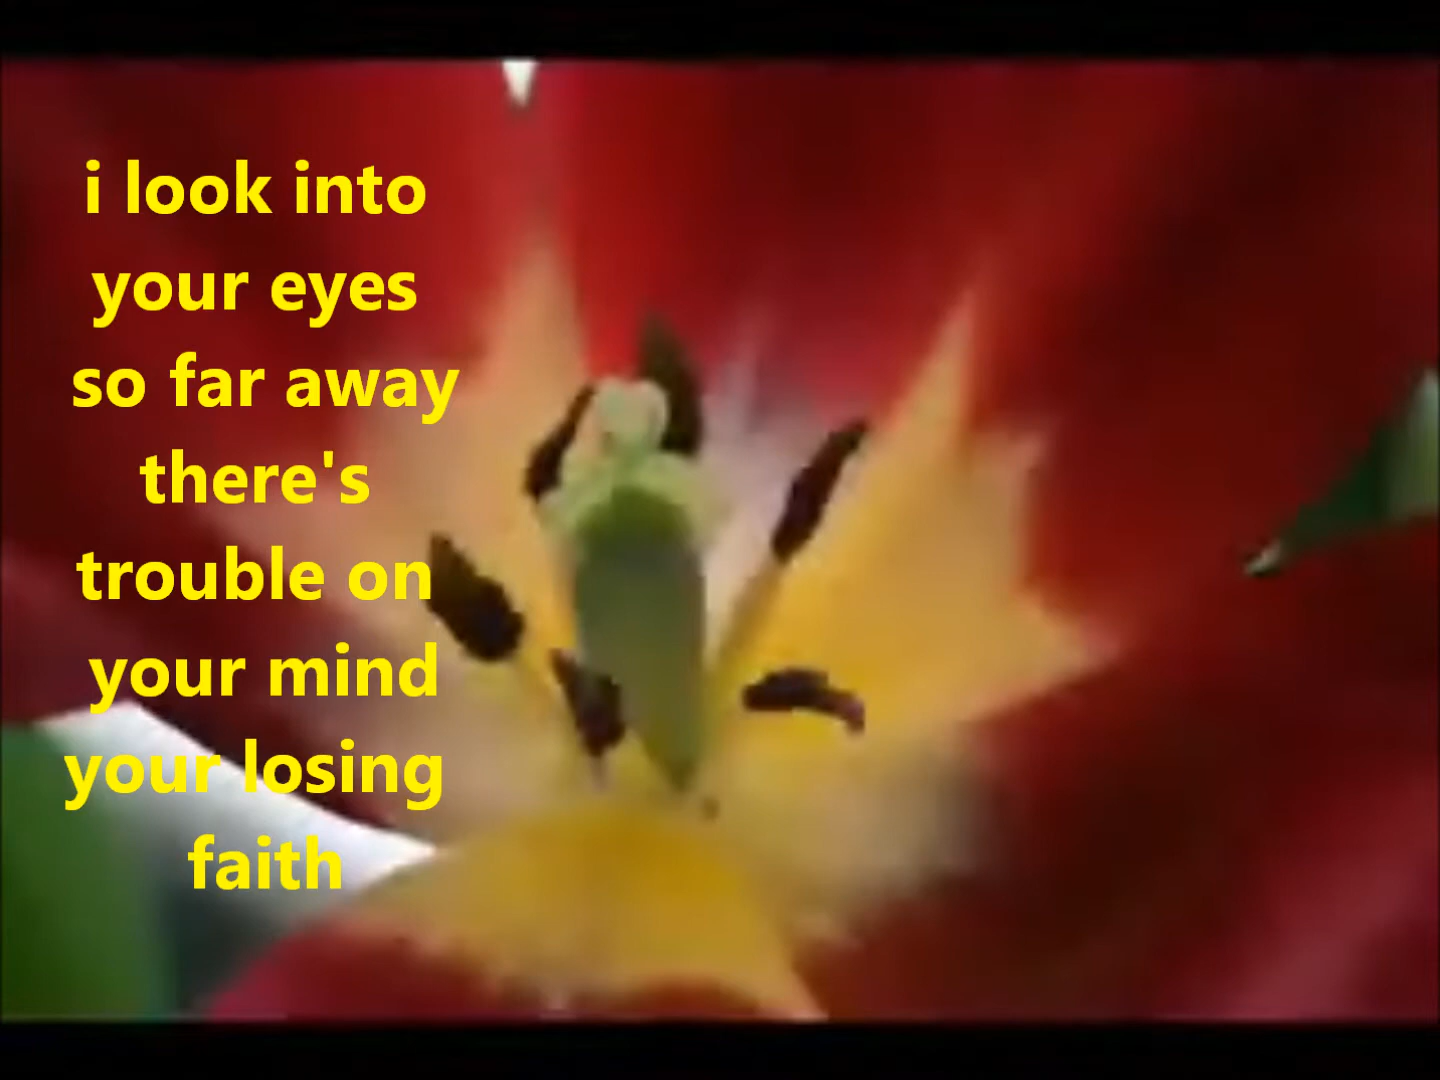 i look into
your eyes
so far away
there's
trouble on
your mind
your losing
faith